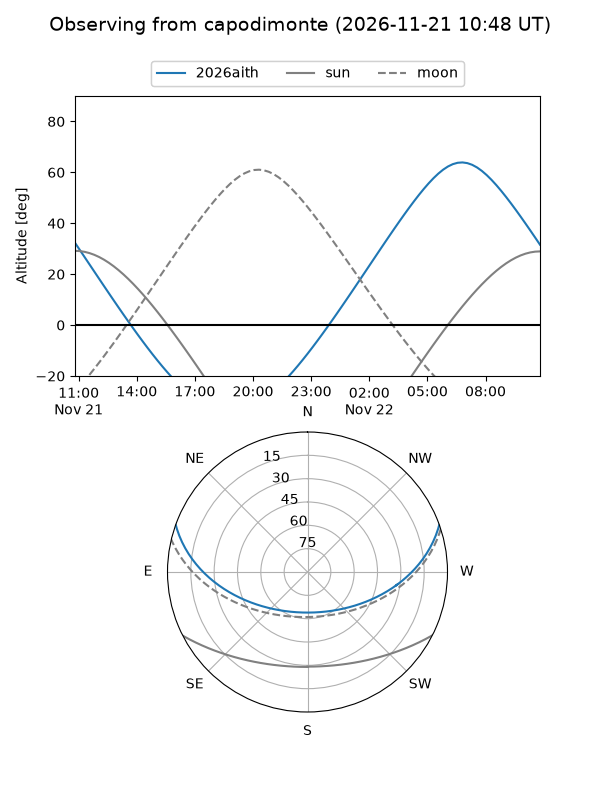 Observing from capodimonte (2026-11-21 10:48 UT)
2026aith sun moon
Altitude [deg]
80
60
40
20
0
−20
11:00 14:00 17:00 20:00 23:00 02:00 05:00 08:00
Nov 21 Nov 22
N
NE NW
15
30
45
60
75
E W
SE SW
S